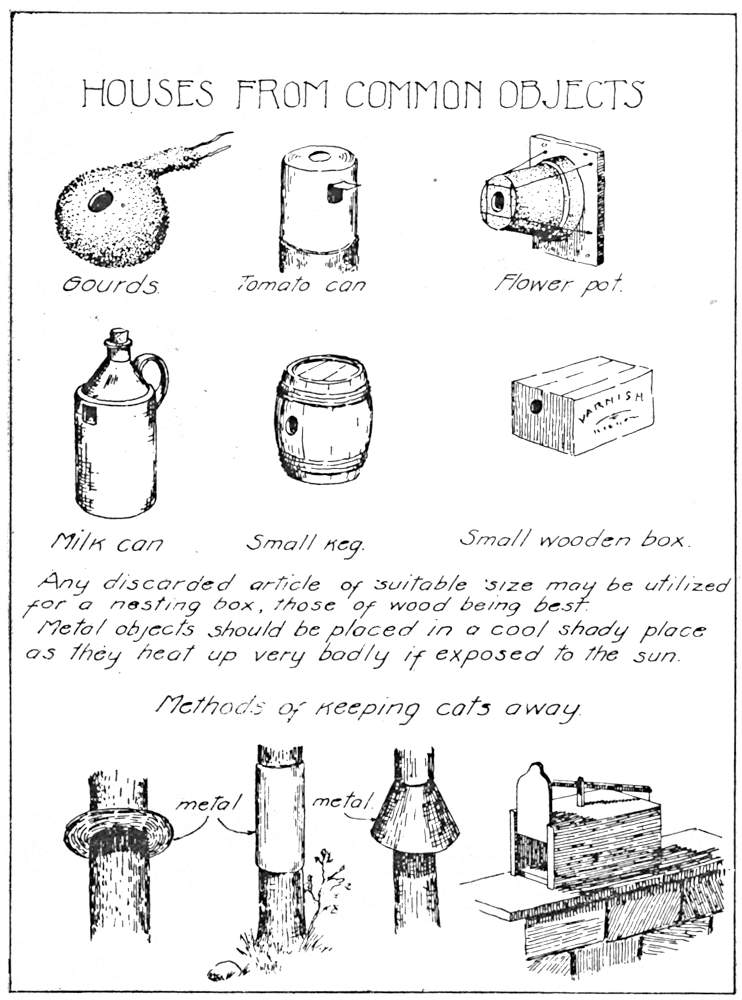 HOUSES FROM COMMON OBJECTS
Gourds.
Tomato can
Flower pot.
VARNISH
Milk can
Small keg.
Small wooden box.
Any discarded article of suitable size may be utilized
for a nesting box, those of wood being best.
Metal objects should be placed in a cool shady place
as they heat up very badly if exposed to the sun.
Methods of keeping cats away.
metal
metal.